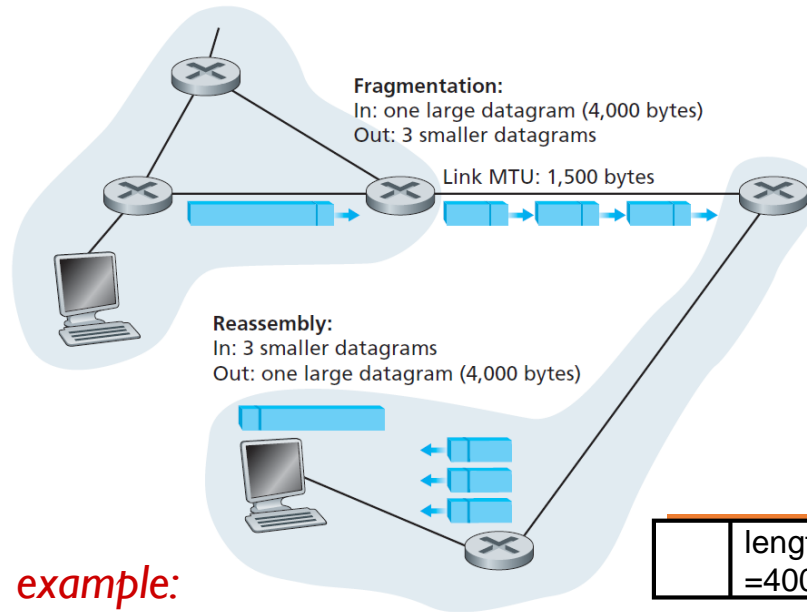 Fragmentation:
In: one large datagram (4,000 bytes)
Out: 3 smaller datagrams
Link MTU: 1,500 bytes
Reassembly:
In: 3 smaller datagrams
Out: one large datagram (4,000 bytes)
example: